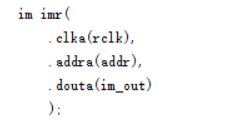 im imr(
.clka(rclk),
.addra(addr),
.douta(im_out)
);